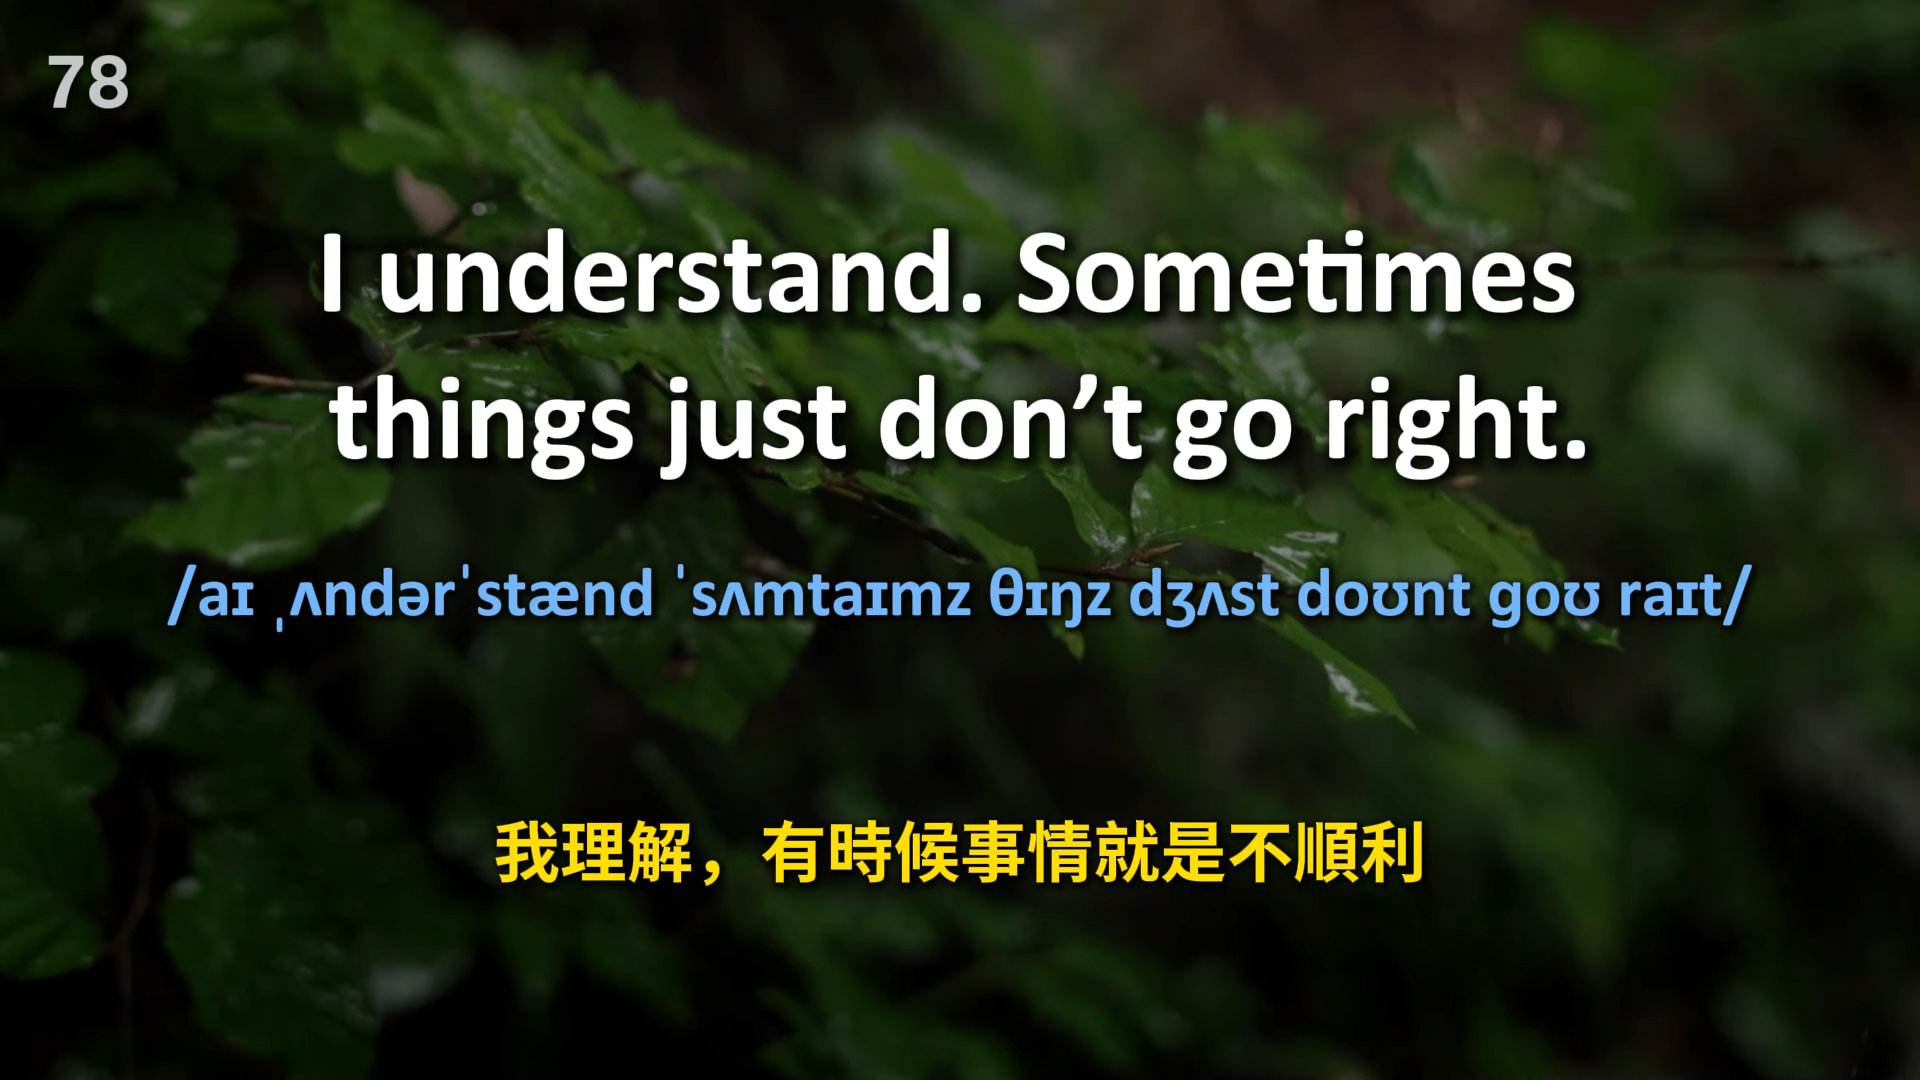 78
I understand. Sometimes
things just don’t go right.
/aɪ ˌʌndərˈstænd ˈsʌmtaɪmz θɪŋz dʒʌst doʊnt goʊ raɪt/
我理解，有時候事情就是不順利